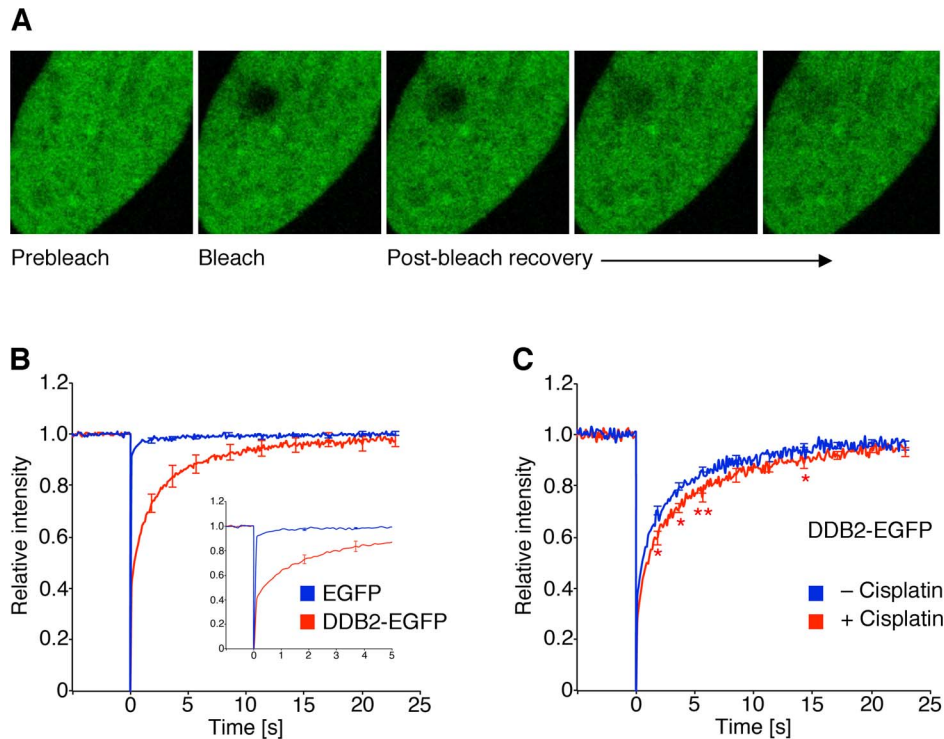 A
Prebleach
Bleach
Post-bleach recovery
B
1.2
1.0
0.8
0.6
0.4
0.2
0
Relative intensity
0
5
10
15
20
25
Time [s]
1.0
0.8
0.6
0.4
0.2
0
0
1
2
3
4
5
EGFP
DDB2-EGFP
C
1.2
1.0
0.8
0.6
0.4
0.2
0
Relative intensity
*
*
**
*
DDB2-EGFP
– Cisplatin
+ Cisplatin
0
5
10
15
20
25
Time [s]